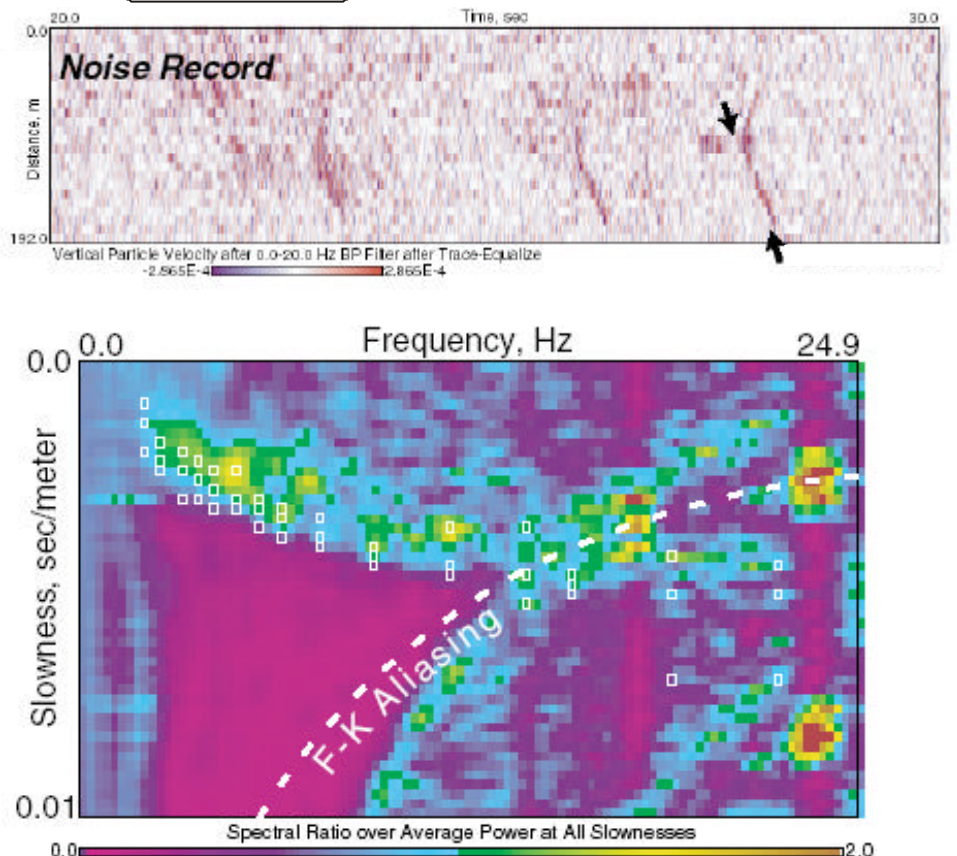 20.0 Time, sec 30.0
0.0
Noise Record
Distance, m
192.0
Vertical Particle Velocity after 0.0-20.0 Hz BP Filter after Trace-Equalize
-2.865E-4 2.865E-4
0.0 Frequency, Hz 24.9
0.0
Slowness, sec/meter
F-K Aliasing
0.01
Spectral Ratio over Average Power at All Slownesses
0.0 2.0